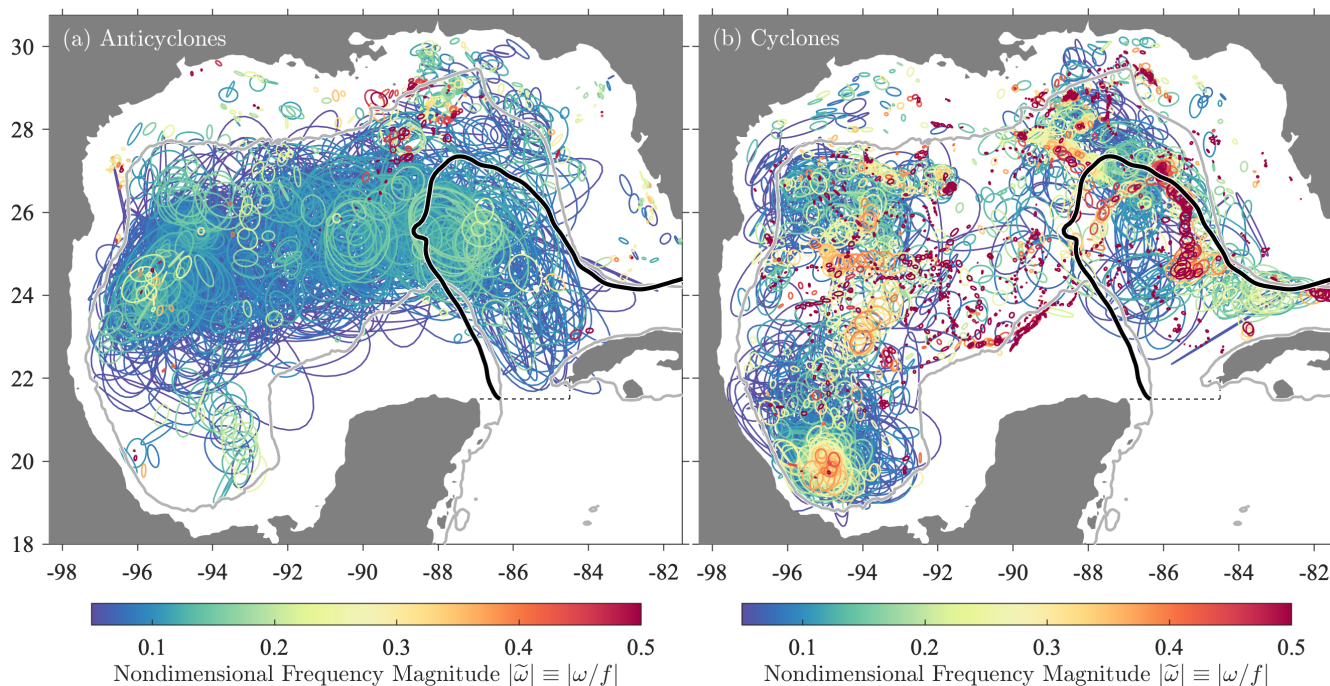 (a) Anticyclones
(b) Cyclones
30
28
26
24
22
20
18
-98 -96 -94 -92 -90 -88 -86 -84 -82
-98 -96 -94 -92 -90 -88 -86 -84 -82
0.1 0.2 0.3 0.4 0.5
0.1 0.2 0.3 0.4 0.5
Nondimensional Frequency Magnitude |ω̃| ≡ |ω/f|
Nondimensional Frequency Magnitude |ω̃| ≡ |ω/f|